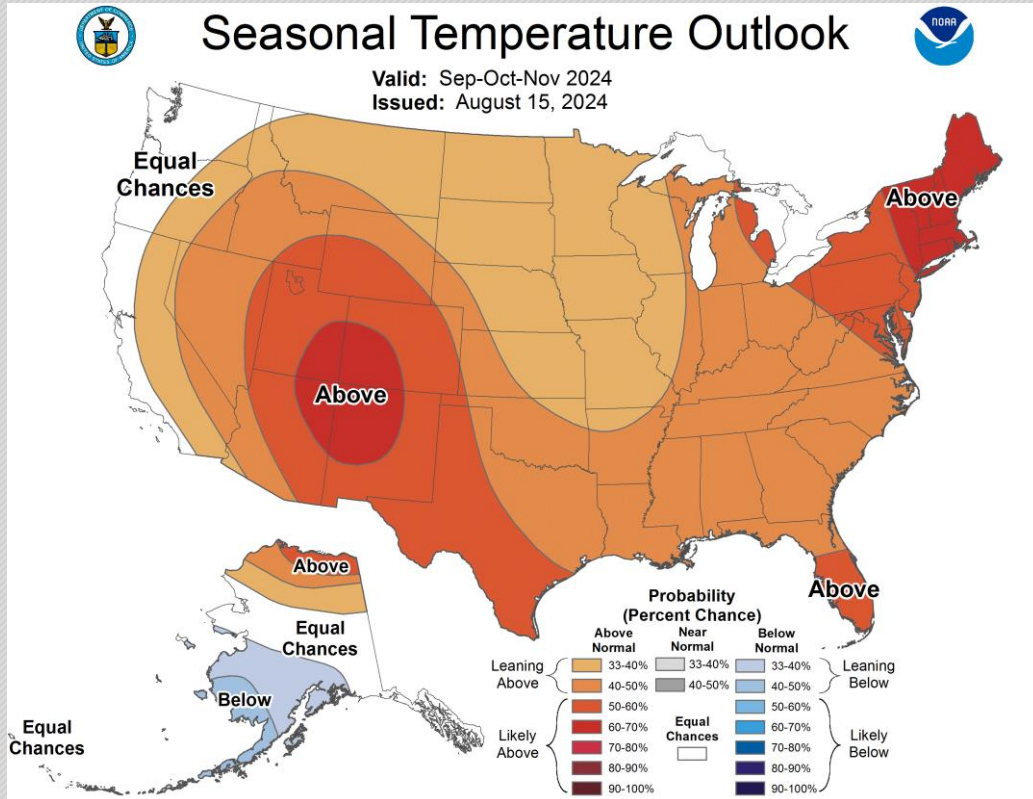 Seasonal Temperature Outlook
NOAA
Valid: Sep-Oct-Nov 2024
Issued: August 15, 2024
Equal
Chances
Above
Above
Above
Above
Equal
Chances
Below
Equal
Chances
Probability
(Percent Chance)
Above
Normal
Near
Normal
Below
Normal
Leaning
Above
33-40%
40-50%
33-40%
40-50%
33-40%
40-50%
Leaning
Below
Likely
Above
50-60%
60-70%
70-80%
80-90%
90-100%
Equal
Chances
50-60%
60-70%
70-80%
80-90%
90-100%
Likely
Below